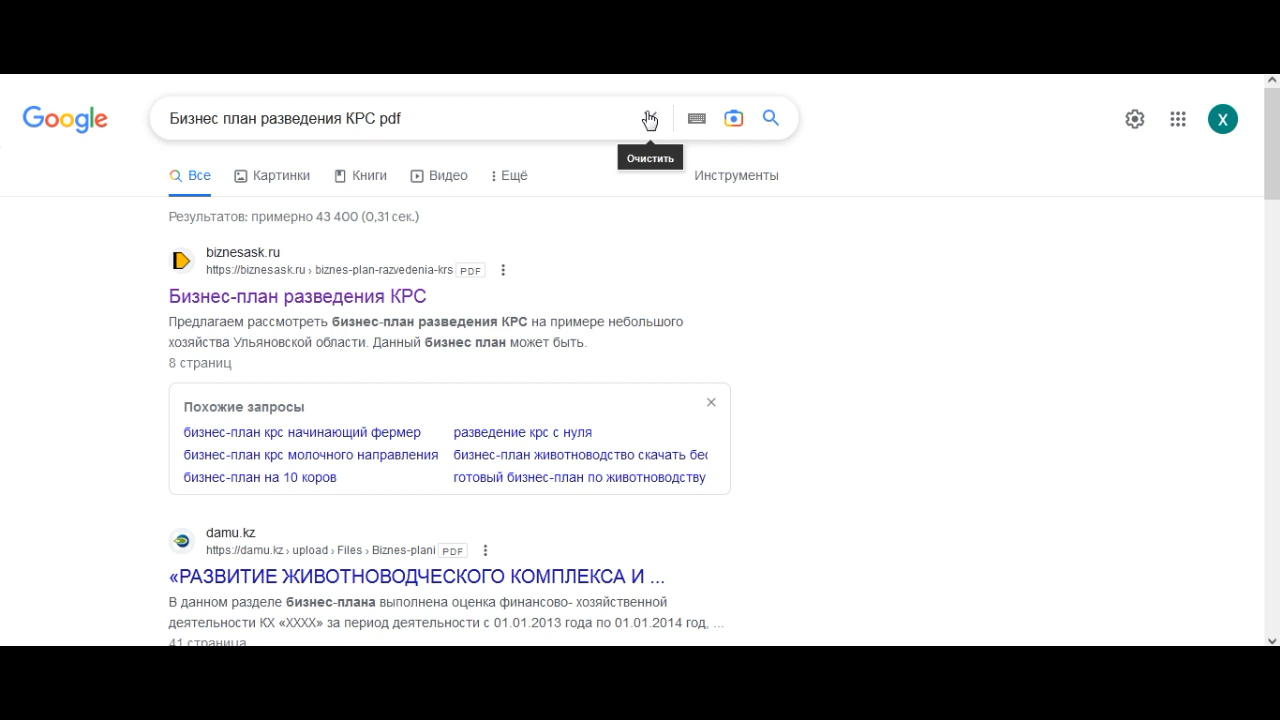 Google
Бизнес план разведения КРС pdf
X
Очистить
Все
Картинки
Книги
Видео
Ещё
Инструменты
Результатов: примерно 43 400 (0,31 сек.)
biznesask.ru
https://biznesask.ru › biznes-plan-razvedenia-krs PDF
Бизнес-план разведения КРС
Предлагаем рассмотреть бизнес-план разведения КРС на примере небольшого
хозяйства Ульяновской области. Данный бизнес план может быть.
8 страниц
Похожие запросы
бизнес-план крс начинающий фермер
разведение крс с нуля
бизнес-план крс молочного направления
бизнес-план животноводство скачать бес
бизнес-план на 10 коров
готовый бизнес-план по животноводству
damu.kz
https://damu.kz › upload › Files › Biznes-plani PDF
«РАЗВИТИЕ ЖИВОТНОВОДЧЕСКОГО КОМПЛЕКСА И ...
В данном разделе бизнес-плана выполнена оценка финансово- хозяйственной
деятельности КХ «ХХХХ» за период деятельности с 01.01.2013 года по 01.01.2014 год, ...
41 страница